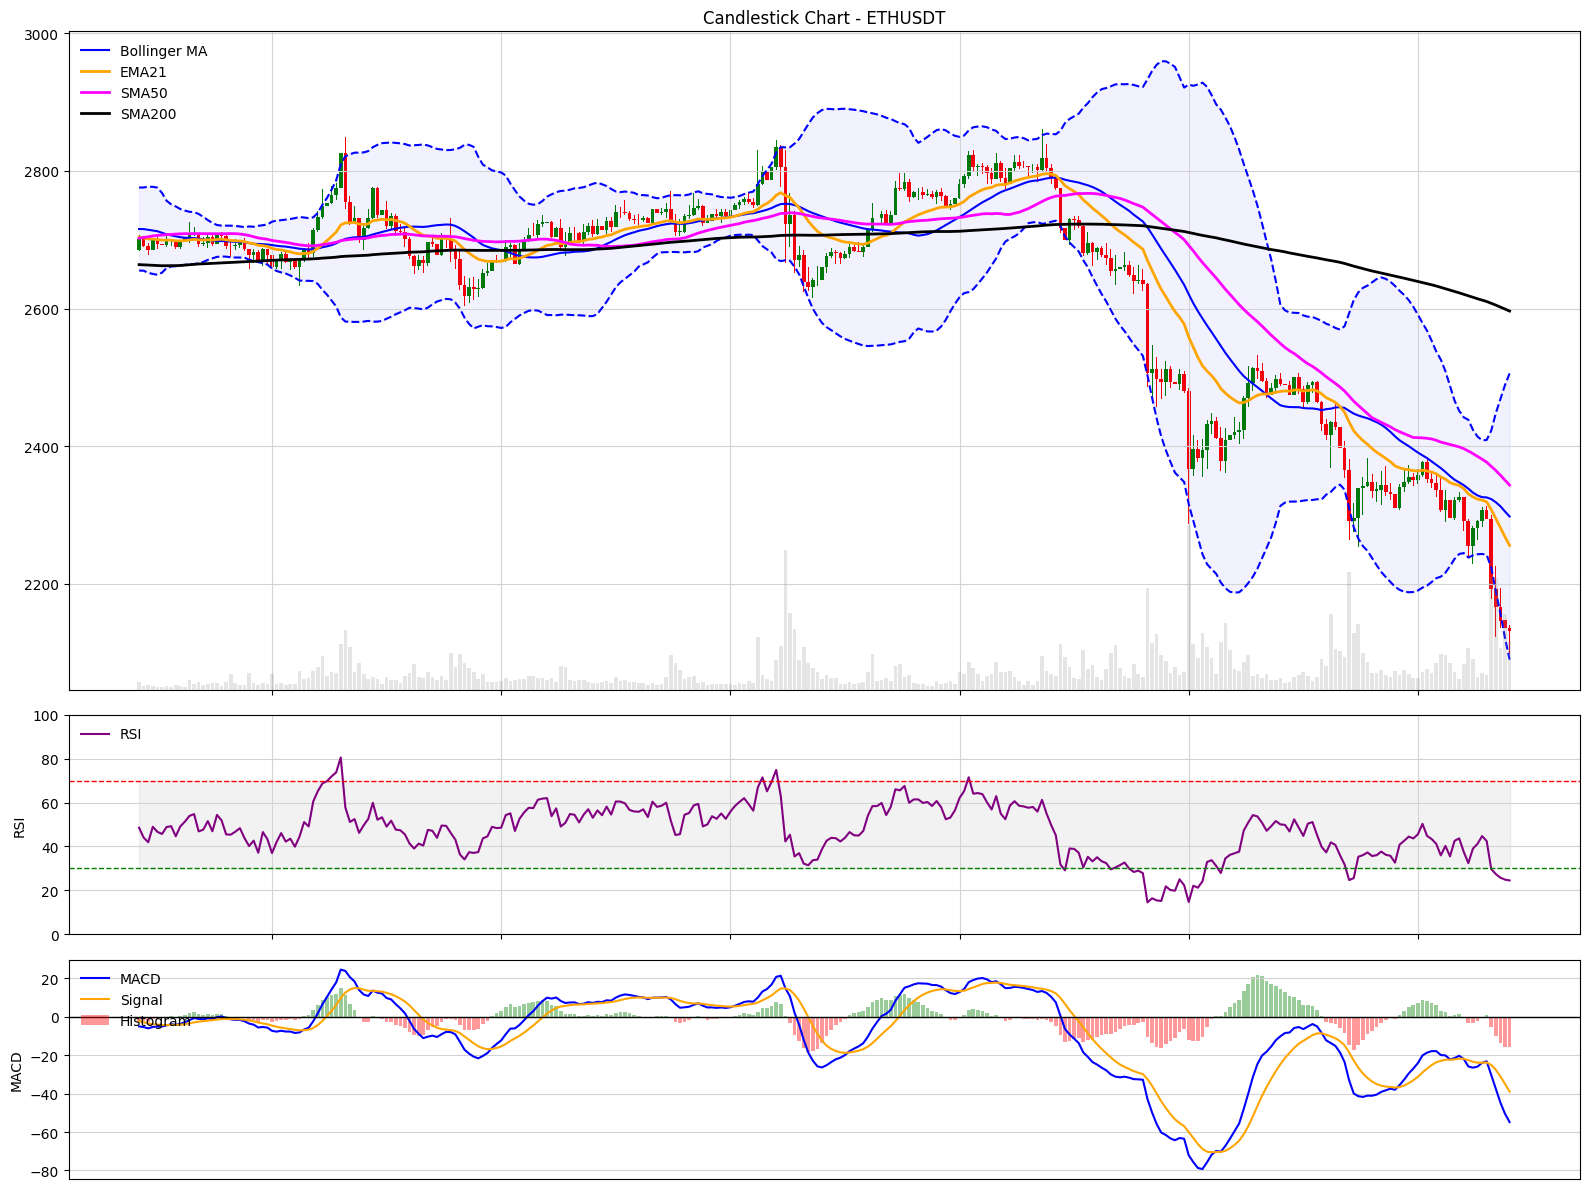 Candlestick Chart - ETHUSDT
3000
2800
2600
2400
2200
Bollinger MA
EMA21
SMA50
SMA200
100
80
60
40
20
0
RSI
RSI
20
0
−20
−40
−60
−80
MACD
MACD
Signal
Histogram